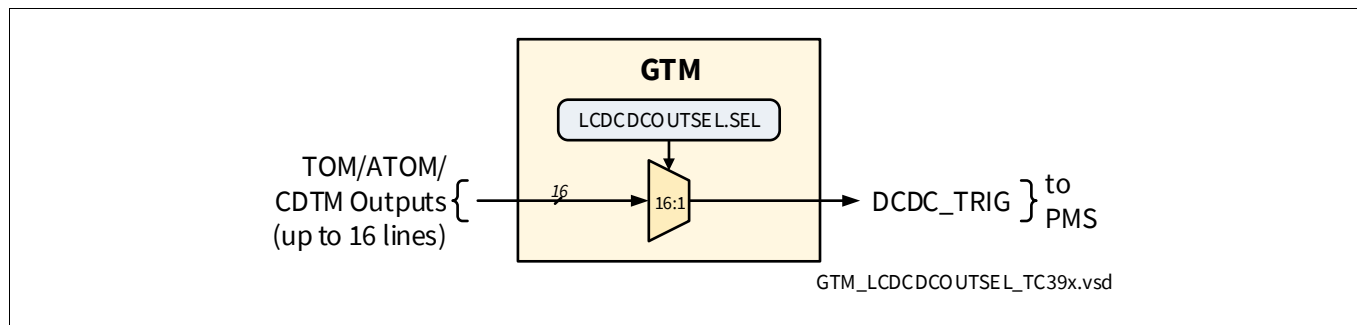 GTM
LCDCDCOUTSEL.SEL
TOM/ATOM/
CDTM Outputs
(up to 16 lines)
16
16:1
DCDC_TRIG
to
PMS
GTM_LCDCDCOUTSEL_TC39x.vsd